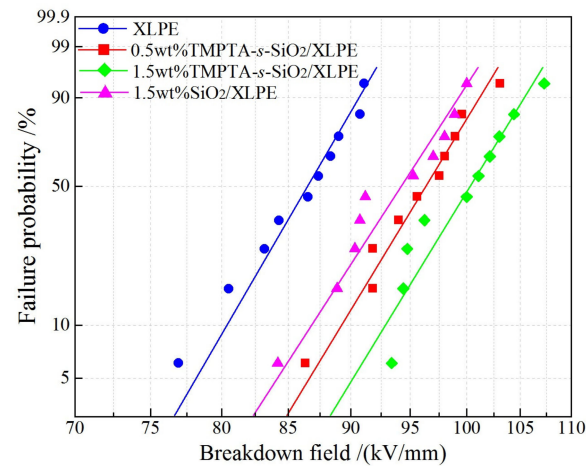 99.9
99
90
50
10
5
Failure probability /%
XLPE
0.5wt%TMPTA-s-SiO₂/XLPE
1.5wt%TMPTA-s-SiO₂/XLPE
1.5wt%SiO₂/XLPE
70 75 80 85 90 95 100 105 110
Breakdown field /(kV/mm)